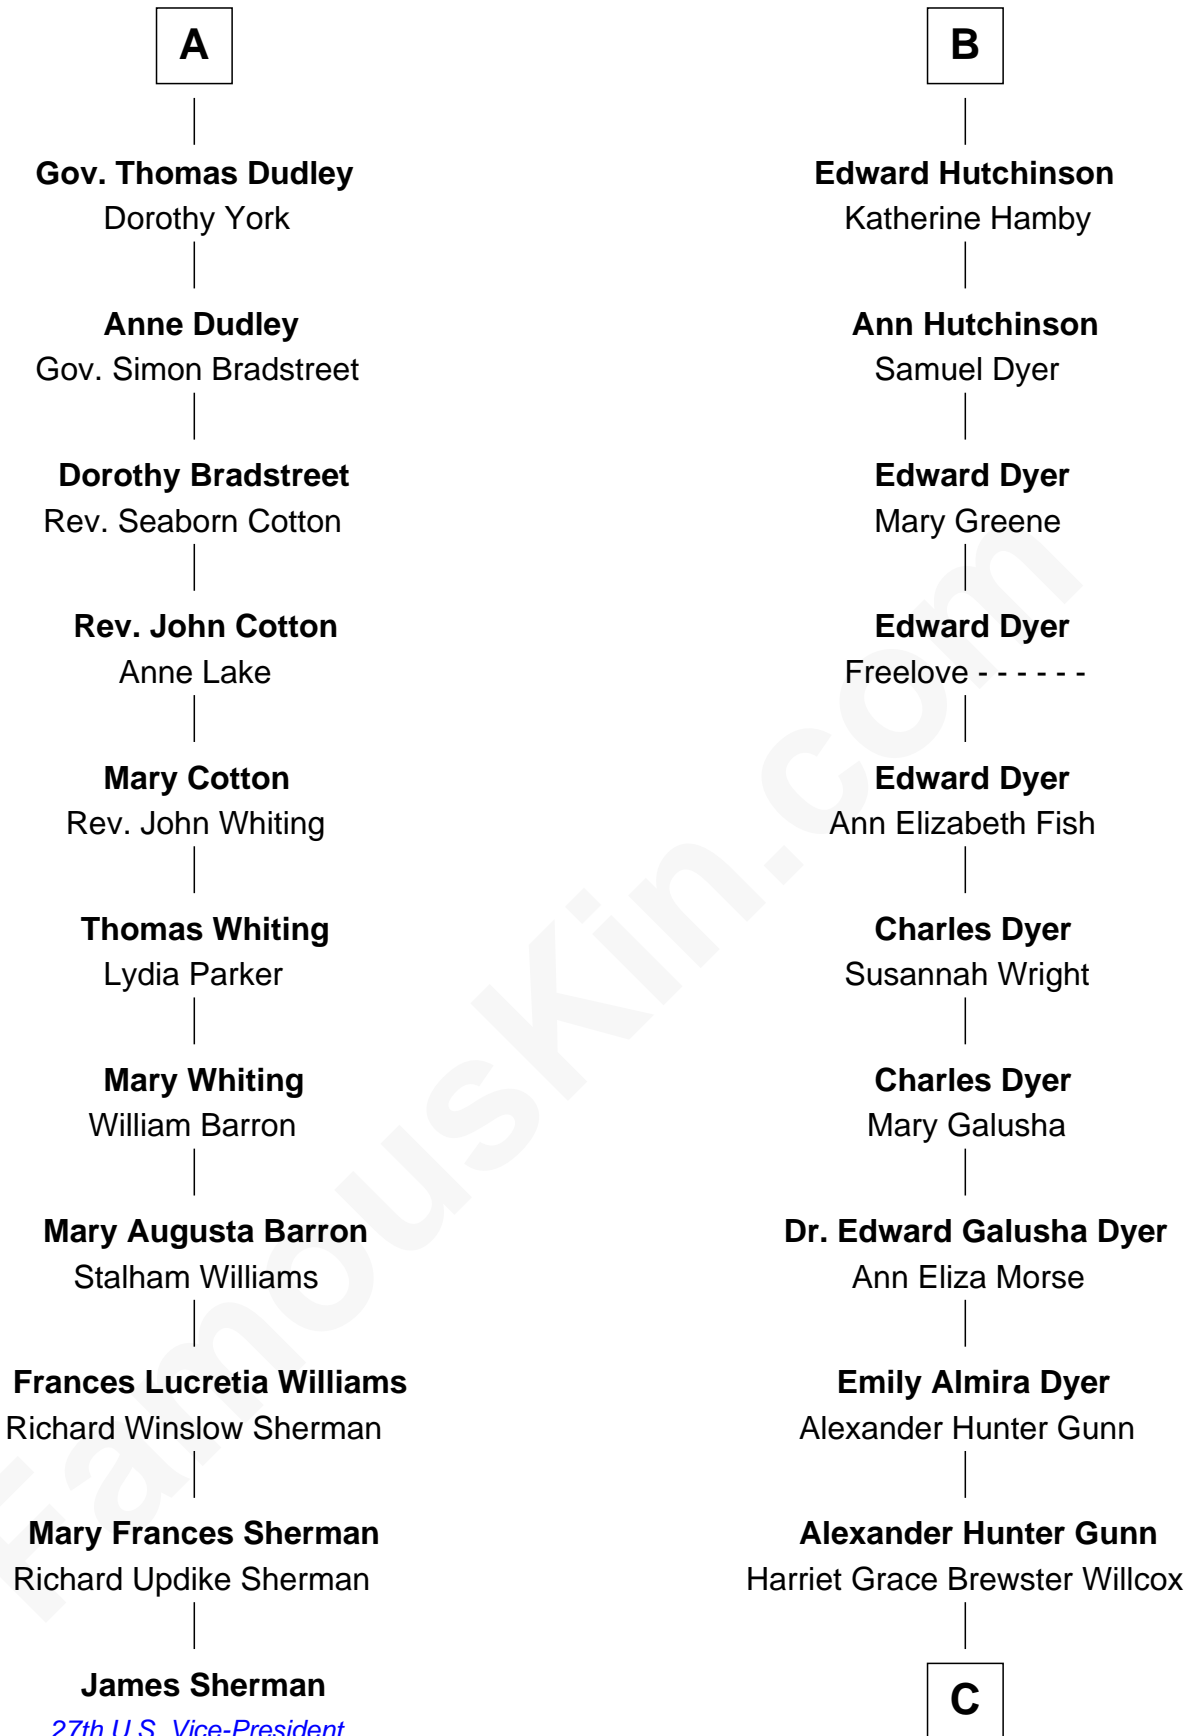 A
Gov. Thomas Dudley
Dorothy York
Anne Dudley
Gov. Simon Bradstreet
Dorothy Bradstreet
Rev. Seaborn Cotton
Rev. John Cotton
Anne Lake
Mary Cotton
Rev. John Whiting
Thomas Whiting
Lydia Parker
Mary Whiting
William Barron
Mary Augusta Barron
Stalham Williams
Frances Lucretia Williams
Richard Winslow Sherman
Mary Frances Sherman
Richard Updike Sherman
James Sherman
27th U.S. Vice-President
B
Edward Hutchinson
Katherine Hamby
Ann Hutchinson
Samuel Dyer
Edward Dyer
Mary Greene
Edward Dyer
Freelove - - - - - -
Edward Dyer
Ann Elizabeth Fish
Charles Dyer
Susannah Wright
Charles Dyer
Mary Galusha
Dr. Edward Galusha Dyer
Ann Eliza Morse
Emily Almira Dyer
Alexander Hunter Gunn
Alexander Hunter Gunn
Harriet Grace Brewster Willcox
C
FamousKin.com